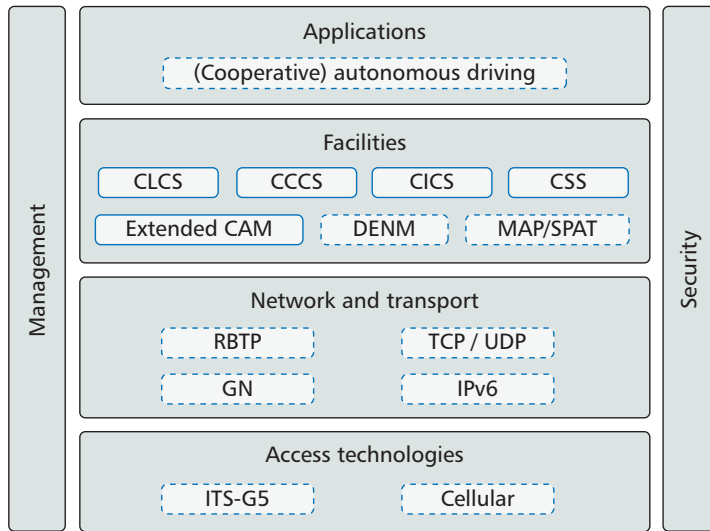 Management
Applications
(Cooperative) autonomous driving
Facilities
CLCS CCCS CICS CSS
Extended CAM DENM MAP/SPAT
Network and transport
RBTP TCP / UDP
GN IPv6
Access technologies
ITS-G5 Cellular
Security